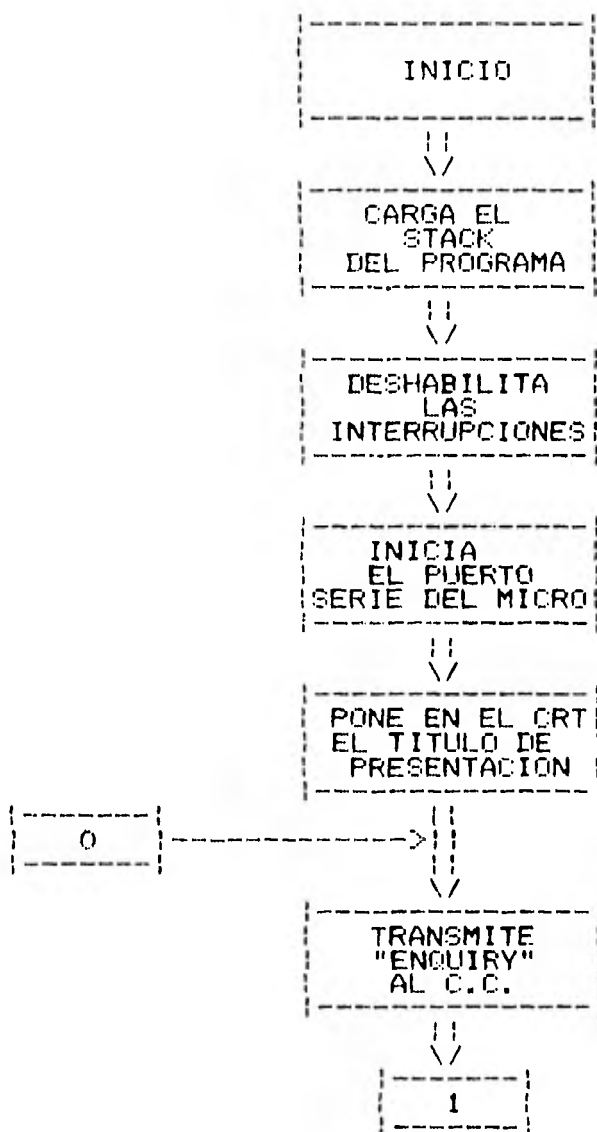 INICIO
CARGA EL
STACK
DEL PROGRAMA
DESHABILITA
LAS
INTERRUPCIONES
INICIA
EL PUERTO
SERIE DEL MICRO
PONE EN EL CRT
EL TITULO DE
PRESENTACION
0
TRANSMITE
"ENQUIRY"
AL C.C.
1